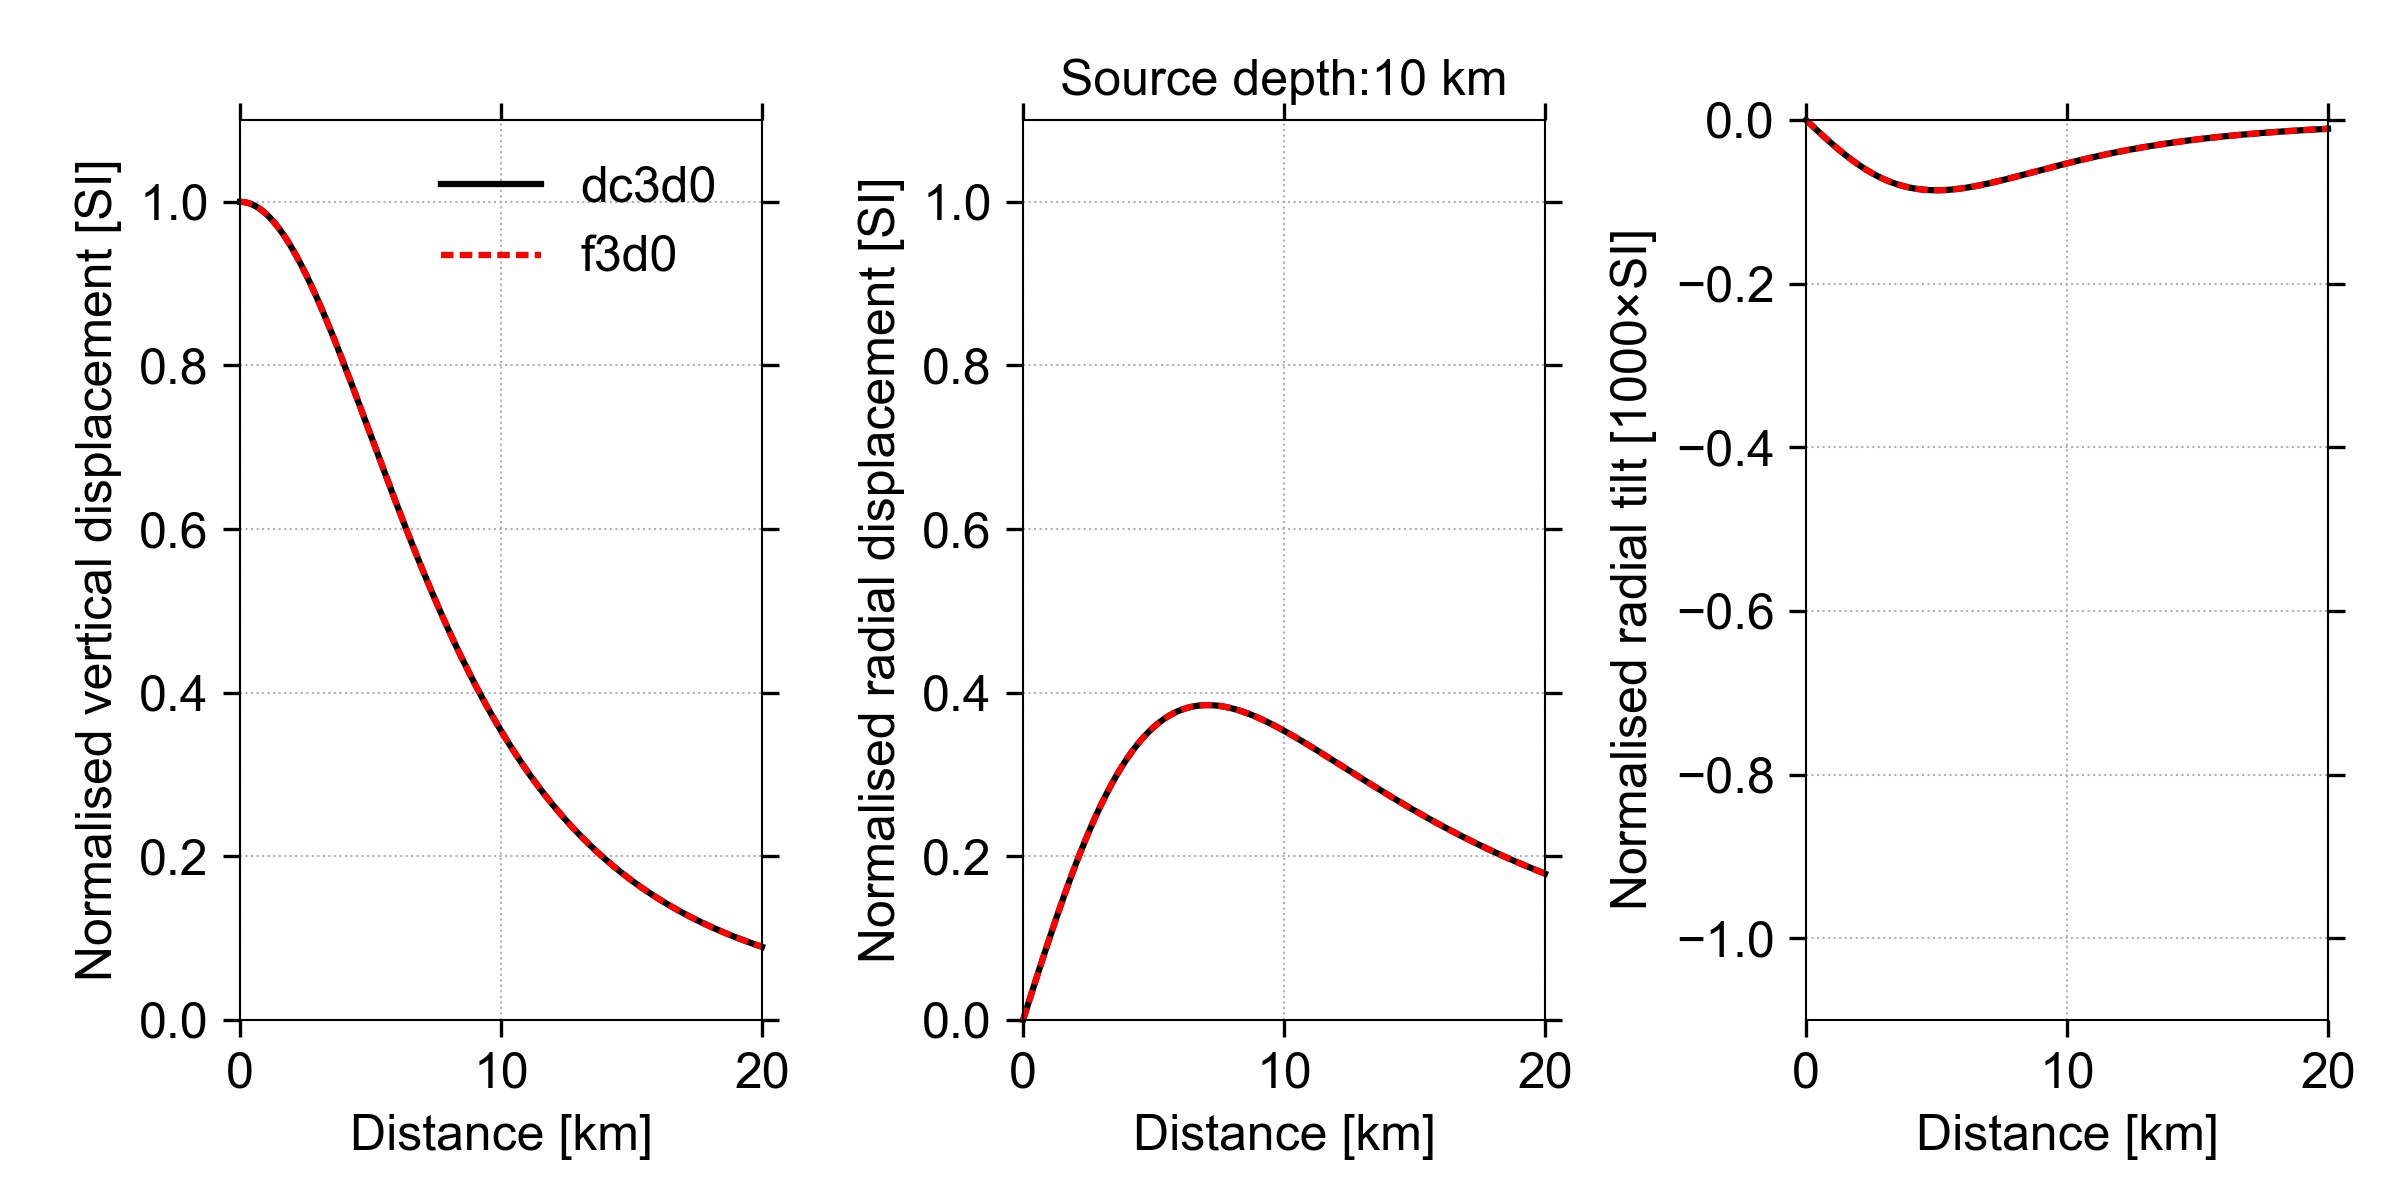 Source depth:10 km
Normalised vertical displacement [SI]
1.0
0.8
0.6
0.4
0.2
0.0
dc3d0
f3d0
0 10 20
Distance [km]
Normalised radial displacement [SI]
1.0
0.8
0.6
0.4
0.2
0.0
0 10 20
Distance [km]
Normalised radial tilt [1000×SI]
0.0
−0.2
−0.4
−0.6
−0.8
−1.0
0 10 20
Distance [km]